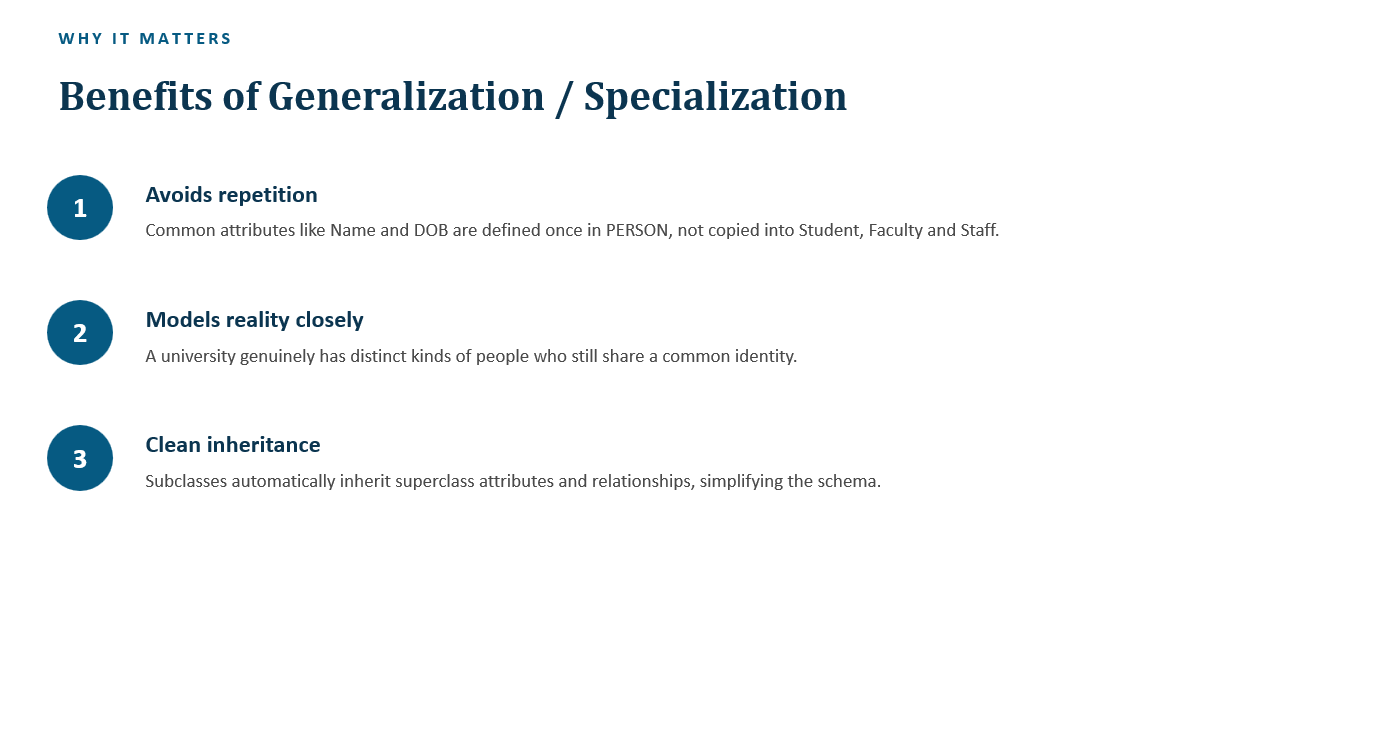 WHY IT MATTERS
Benefits of Generalization / Specialization
1
Avoids repetition
Common attributes like Name and DOB are defined once in PERSON, not copied into Student, Faculty and Staff.
2
Models reality closely
A university genuinely has distinct kinds of people who still share a common identity.
3
Clean inheritance
Subclasses automatically inherit superclass attributes and relationships, simplifying the schema.